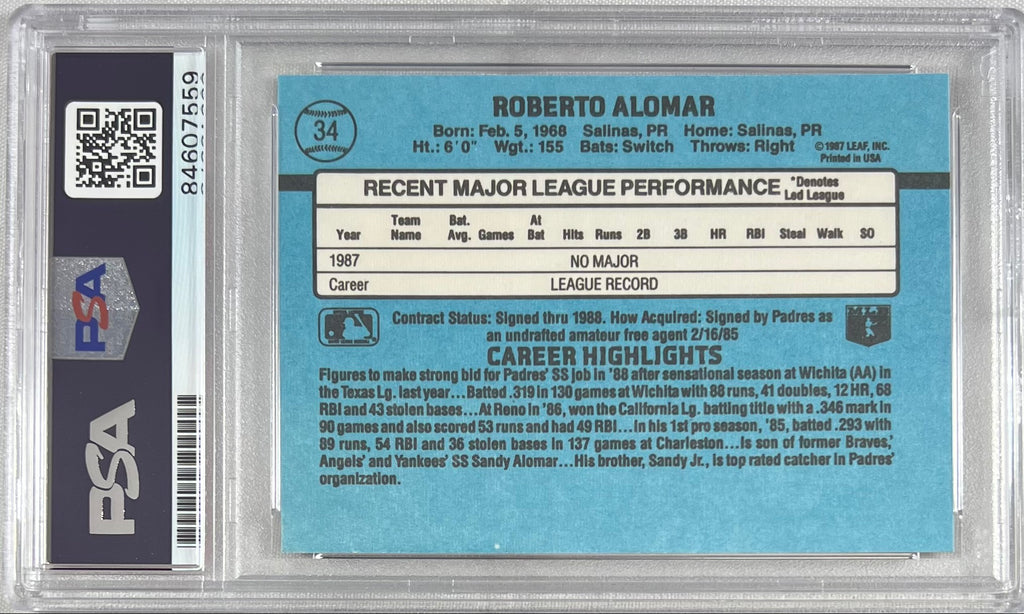 84607559
PSA
PSA
ROBERTO ALOMAR
34
Born: Feb. 5, 1968 Salinas, PR Home: Salinas, PR
Ht.: 6'0" Wgt.: 155 Bats: Switch Throws: Right
©1987 LEAF, INC.
Printed in USA
RECENT MAJOR LEAGUE PERFORMANCE *Denotes
Led League
Year Team Name Bat. Avg. Games At Bat Hits Runs 2B 3B HR RBI Steal Walk SO
1987 NO MAJOR
Career LEAGUE RECORD
Contract Status: Signed thru 1988. How Acquired: Signed by Padres as
an undrafted amateur free agent 2/16/85
CAREER HIGHLIGHTS
Figures to make strong bid for Padres' SS job in '88 after sensational season at Wichita (AA) in
the Texas Lg. last year...Batted .319 in 130 games at Wichita with 88 runs, 41 doubles, 12 HR, 68
RBI and 43 stolen bases...At Reno in '86, won the California Lg. batting title with a .346 mark in
90 games and also scored 53 runs and had 49 RBI...In his 1st pro season, '85, batted .293 with
89 runs, 54 RBI and 36 stolen bases in 137 games at Charleston...Is son of former Braves,'
Angels' and Yankees' SS Sandy Alomar...His brother, Sandy Jr., is top rated catcher in Padres'
organization.